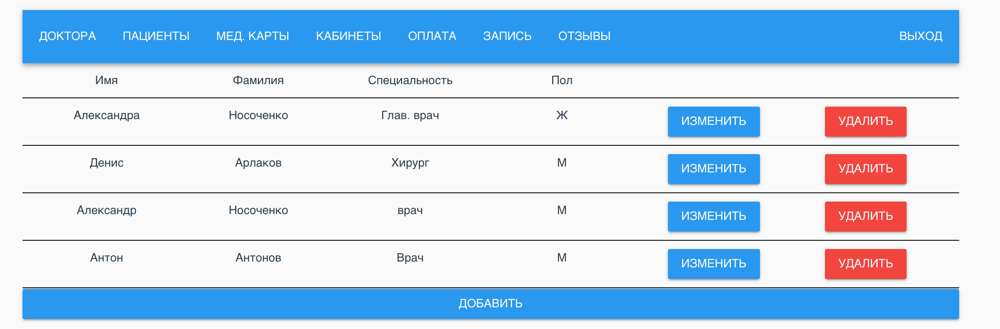 ДОКТОРА ПАЦИЕНТЫ МЕД. КАРТЫ КАБИНЕТЫ ОПЛАТА ЗАПИСЬ ОТЗЫВЫ ВЫХОД
Имя Фамилия Специальность Пол
Александра Носоченко Глав. врач Ж ИЗМЕНИТЬ УДАЛИТЬ
Денис Арлаков Хирург М ИЗМЕНИТЬ УДАЛИТЬ
Александр Носоченко врач М ИЗМЕНИТЬ УДАЛИТЬ
Антон Антонов Врач М ИЗМЕНИТЬ УДАЛИТЬ
ДОБАВИТЬ